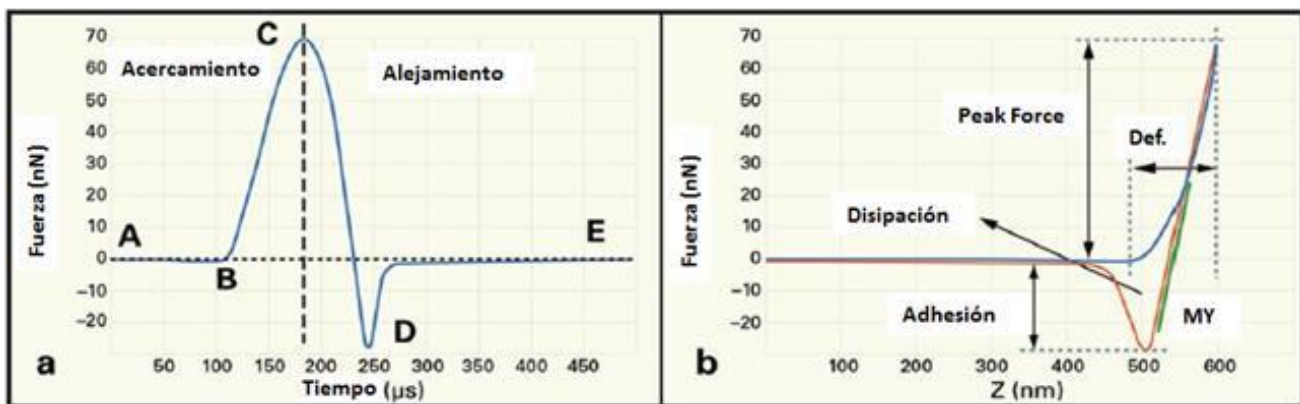 70
60
50
40
30
20
10
0
−10
−20
Fuerza (nN)
Acercamiento
Alejamiento
A
B
C
D
E
50 100 150 200 250 300 350 400 450
Tiempo (µs)
a
70
60
50
40
30
20
10
0
−10
−20
Fuerza (nN)
Peak Force
Def.
Disipación
Adhesión
MY
100 200 300 400 500 600
Z (nm)
b